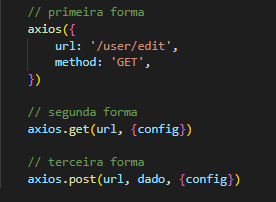 // primeira forma
axios({
    url: '/user/edit',
    method: 'GET',
})
// segunda forma
axios.get(url, {config})
// terceira forma
axios.post(url, dado, {config})